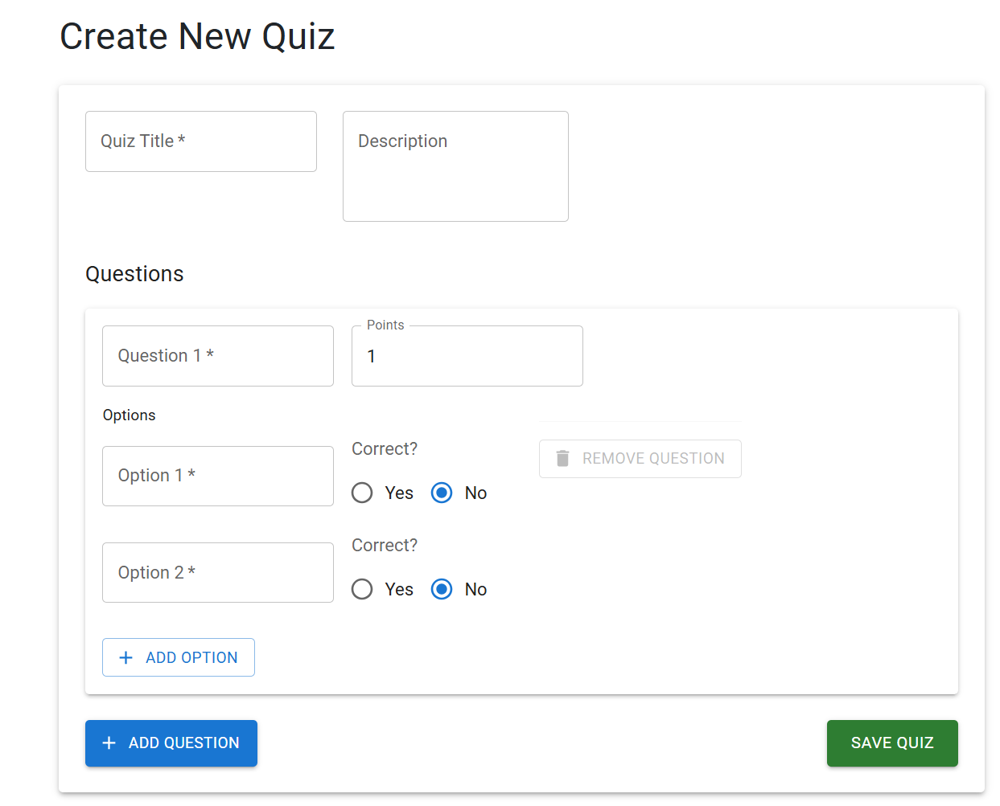 Create New Quiz
Quiz Title *
Description
Questions
Question 1 *
Points
1
Options
Option 1 *
Correct?
Yes
No
REMOVE QUESTION
Option 2 *
Correct?
Yes
No
+ ADD OPTION
+ ADD QUESTION
SAVE QUIZ